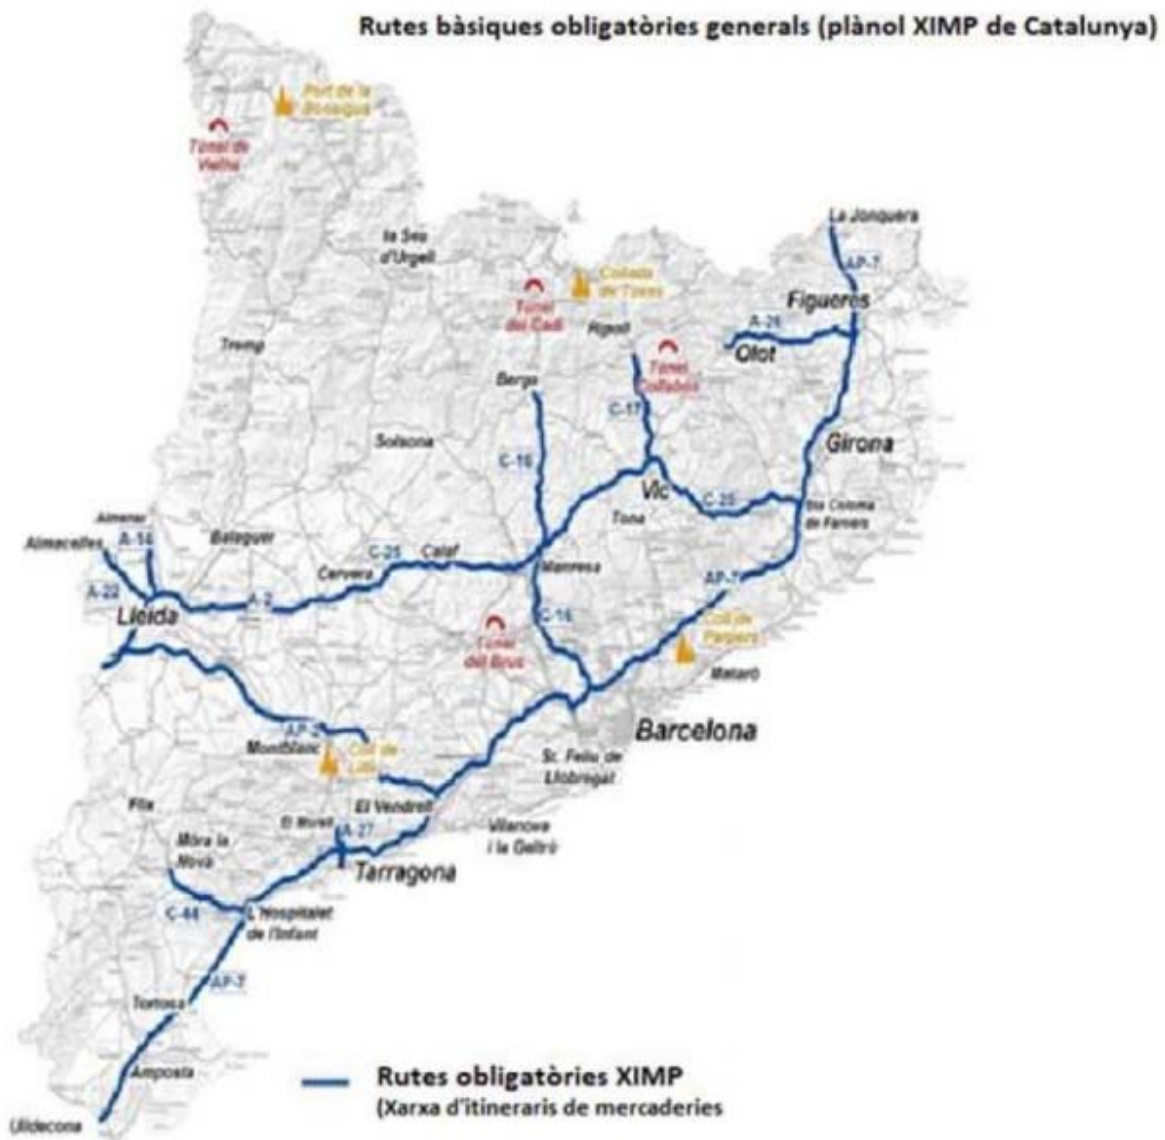 Rutes bàsiques obligatòries generals (plànol XIMP de Catalunya)
Port de la
Bonaigua
Túnel de
Vielha
La Jonquera
la Seu
d'Urgell
AP-7
Collada
de Toses
Túnel
del Cadí
Figueres
Ripoll
A-26
Olot
Tremp
Túnel
Collabós
Berga
C-17
Solsona
Girona
C-16
Vic
C-25
Sta Coloma
de Farners
Tona
Almenar
Almacelles
A-14
Balaguer
C-25
Calaf
Manresa
Cervera
AP-7
A-22
A-2
Lleida
C-16
Túnel
del Bruc
Coll de
Parpers
Mataró
Barcelona
AP-2
Montblanc
Coll de
Lilla
St. Feliu de
Llobregat
Flix
El Vendrell
El Morell
A-27
Vilanova
i la Geltrú
Móra la
Nova
Tarragona
C-44
L'Hospitalet
de l'Infant
AP-7
Tortosa
Amposta
Ulldecona
Rutes obligatòries XIMP
(Xarxa d'itineraris de mercaderies